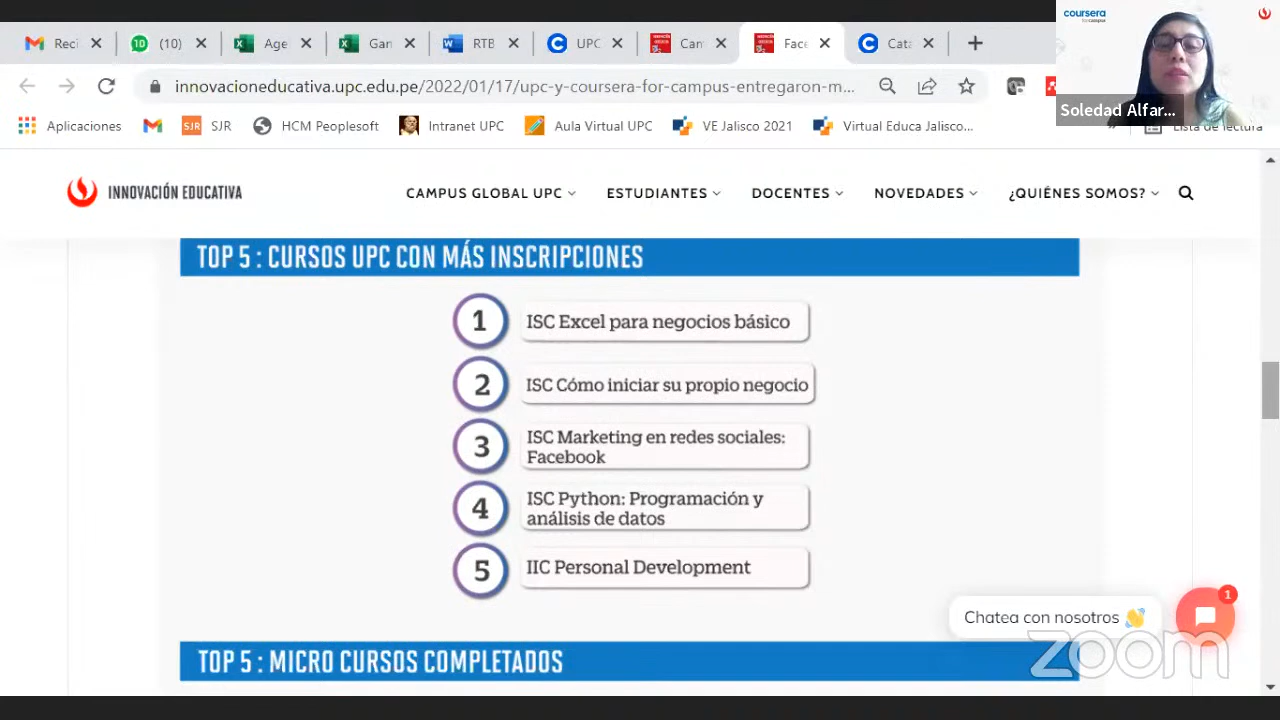 coursera
Reci
(10)
Age
Gan
RTE
UPC
Can
Face
Cata
innovacioneducativa.upc.edu.pe/2022/01/17/upc-y-coursera-for-campus-entregaron-m...
Soledad Alfar...
Aplicaciones
SJR SJR
HCM Peoplesoft
Intranet UPC
Aula Virtual UPC
VE Jalisco 2021
Virtual Educa Jalisco...
Lista de lectura
INNOVACIÓN EDUCATIVA
CAMPUS GLOBAL UPC
ESTUDIANTES
DOCENTES
NOVEDADES
¿QUIÉNES SOMOS?
TOP 5 : CURSOS UPC CON MÁS INSCRIPCIONES
1 ISC Excel para negocios básico
2 ISC Cómo iniciar su propio negocio
3 ISC Marketing en redes sociales:
Facebook
4 ISC Python: Programación y
análisis de datos
5 IIC Personal Development
1
Chatea con nosotros 👋
zoom
TOP 5 : MICRO CURSOS COMPLETADOS